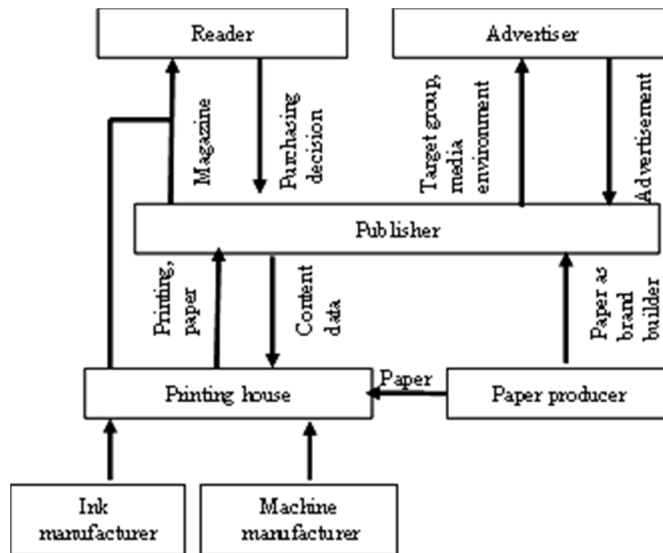 Reader
Advertiser
Magazine
Purchasing
decision
Target group,
media
environment
Advertisement
Publisher
Printing,
paper
Content
data
Paper as
brand
builder
Printing house
Paper
Paper producer
Ink
manufacturer
Machine
manufacturer